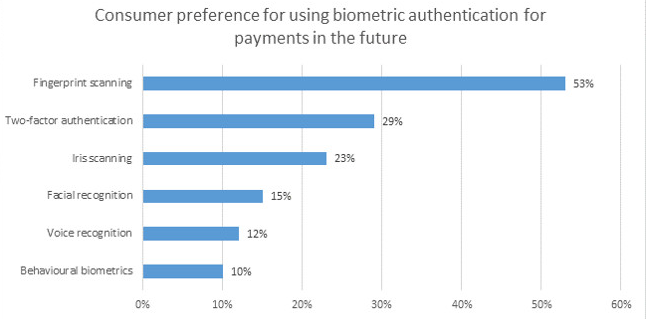 Consumer preference for using biometric authentication for
payments in the future
Fingerprint scanning 53%
Two-factor authentication 29%
Iris scanning 23%
Facial recognition 15%
Voice recognition 12%
Behavioural biometrics 10%
0% 10% 20% 30% 40% 50% 60%